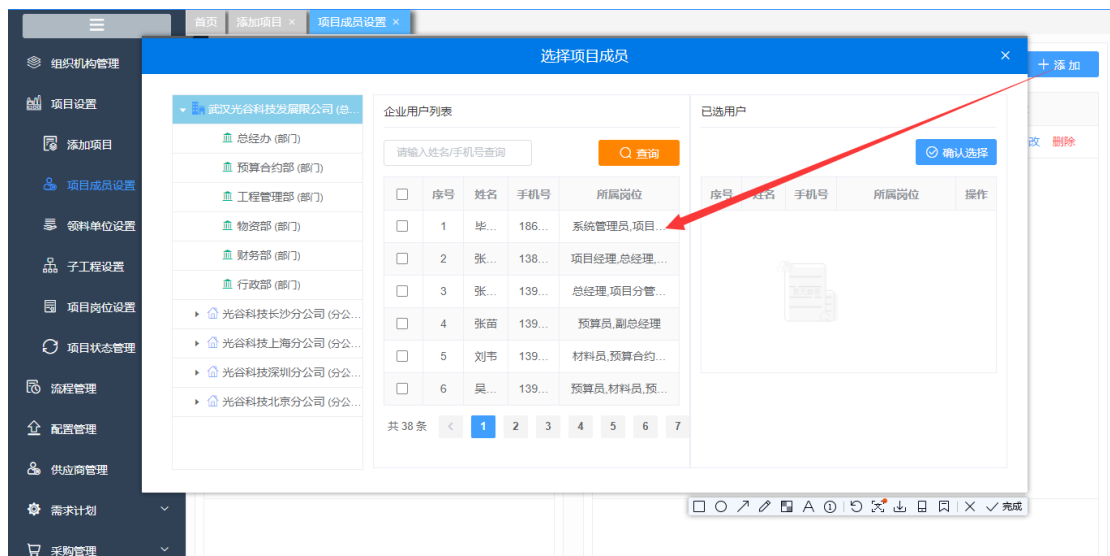 首页 添加项目 × 项目成员设置 ×
组织机构管理
项目设置
添加项目
项目成员设置
领料单位设置
子工程设置
项目岗位设置
项目状态管理
流程管理
配置管理
供应商管理
需求计划
采购管理
选择项目成员 ×
武汉光谷科技发展限公司 (总...
总经办 (部门)
预算合约部 (部门)
工程管理部 (部门)
物资部 (部门)
财务部 (部门)
行政部 (部门)
光谷科技长沙分公司 (分公...
光谷科技上海分公司 (分公...
光谷科技深圳分公司 (分公...
光谷科技北京分公司 (分公...
企业用户列表
请输入姓名/手机号查询 查询
序号 姓名 手机号 所属岗位
1 毕... 186... 系统管理员,项目...
2 张... 138... 项目经理,总经理,...
3 张... 139... 总经理,项目分管...
4 张苗 139... 预算员,副总经理
5 刘韦 139... 材料员,预算合约...
6 吴... 139... 预算员,材料员,预...
共 38 条 < 1 2 3 4 5 6 7
已选用户
确认选择
序号 姓名 手机号 所属岗位 操作
+ 添加
改 删除
完成